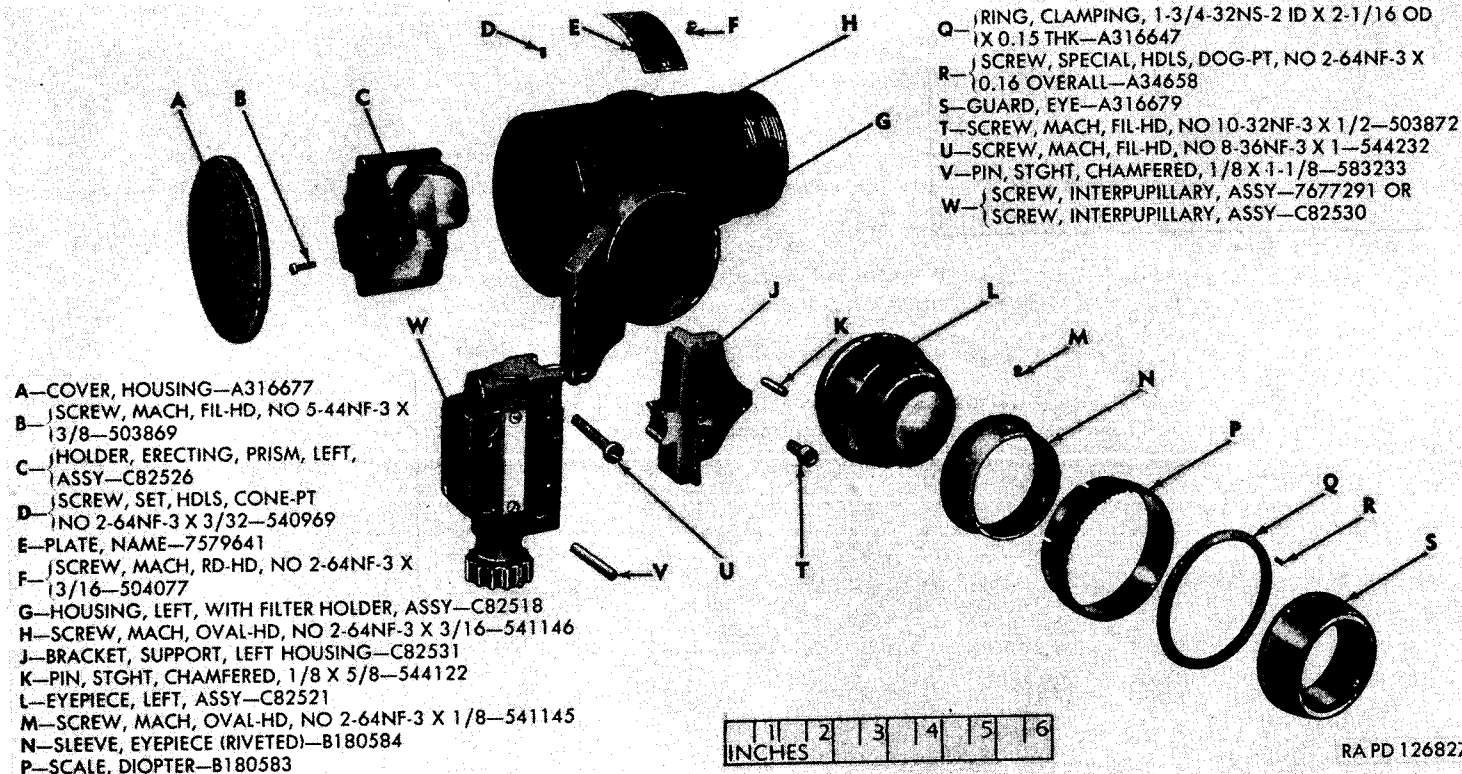 D
E
F
H
A
B
C
G
Q—RING, CLAMPING, 1-3/4-32NS-2 ID X 2-1/16 OD
X 0.15 THK—A316647
R—SCREW, SPECIAL, HDLS, DOG-PT, NO 2-64NF-3 X
0.16 OVERALL—A34658
S—GUARD, EYE—A316679
T—SCREW, MACH, FIL-HD, NO 10-32NF-3 X 1/2—503872
U—SCREW, MACH, FIL-HD, NO 8-36NF-3 X 1—544232
V—PIN, STGHT, CHAMFERED, 1/8 X 1-1/8—583233
W—SCREW, INTERPUPILLARY, ASSY—7677291 OR
SCREW, INTERPUPILLARY, ASSY—C82530
W
J
K
L
M
N
P
Q
R
S
V
U
T
A—COVER, HOUSING—A316677
B—SCREW, MACH, FIL-HD, NO 5-44NF-3 X
3/8—503869
C—HOLDER, ERECTING, PRISM, LEFT,
ASSY—C82526
D—SCREW, SET, HDLS, CONE-PT
NO 2-64NF-3 X 3/32—540969
E—PLATE, NAME—7579641
F—SCREW, MACH, RD-HD, NO 2-64NF-3 X
3/16—504077
G—HOUSING, LEFT, WITH FILTER HOLDER, ASSY—C82518
H—SCREW, MACH, OVAL-HD, NO 2-64NF-3 X 3/16—541146
J—BRACKET, SUPPORT, LEFT HOUSING—C82531
K—PIN, STGHT, CHAMFERED, 1/8 X 5/8—544122
L—EYEPIECE, LEFT, ASSY—C82521
M—SCREW, MACH, OVAL-HD, NO 2-64NF-3 X 1/8—541145
N—SLEEVE, EYEPIECE (RIVETED)—B180584
P—SCALE, DIOPTER—B180583
1 2 3 4 5 6
INCHES
RA PD 126822